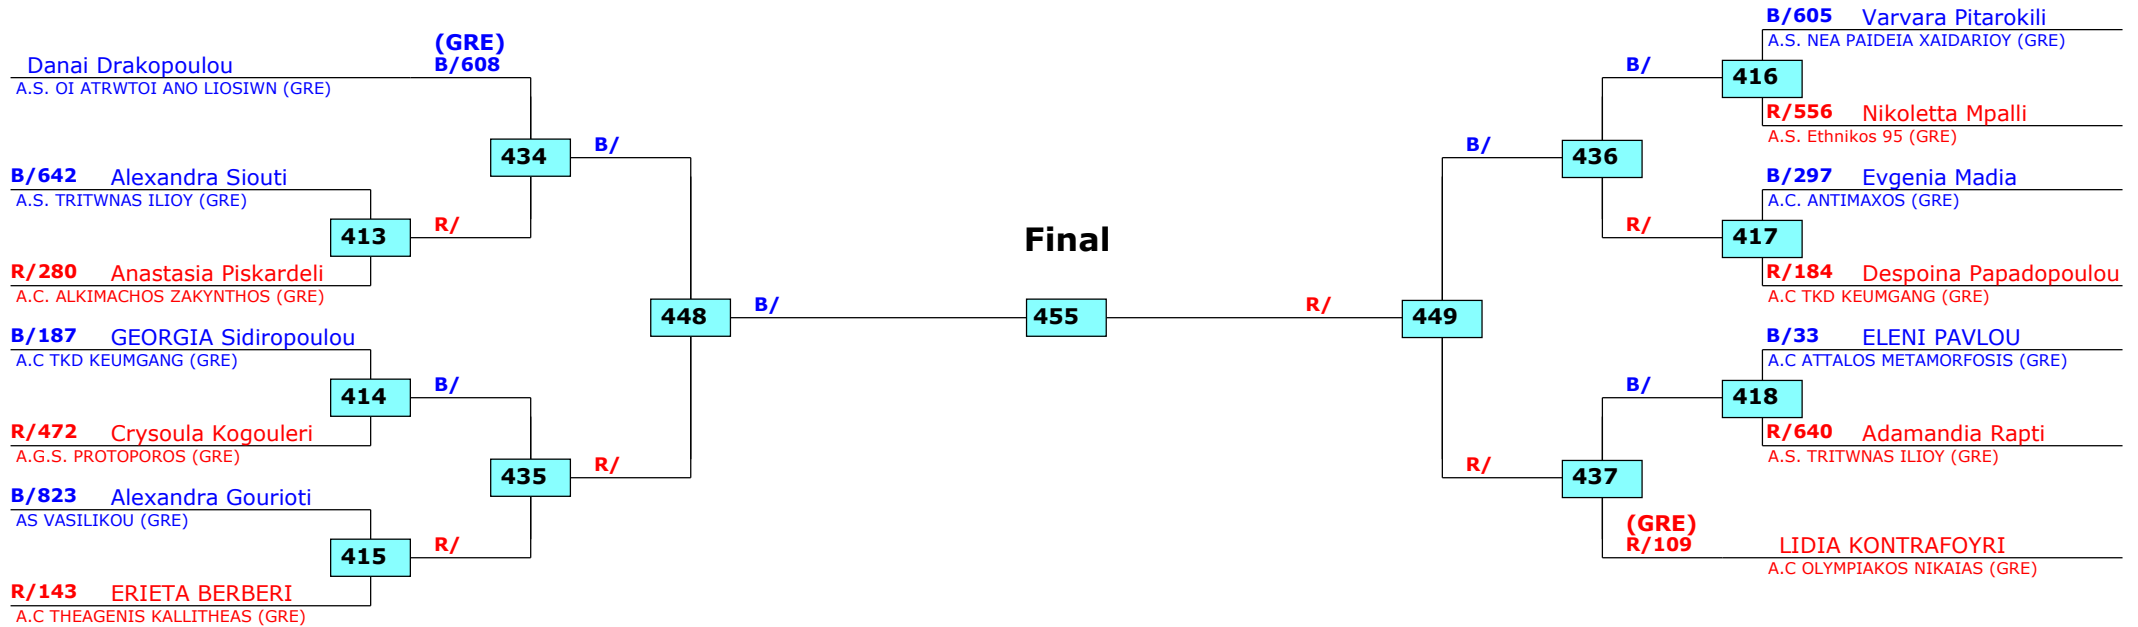 (GRE)
Danai Drakopoulou B/608
A.S. OI ATRWTOI ANO LIOSIWN (GRE)
434 B/
B/642 Alexandra Siouti
A.S. TRITWNAS ILIOY (GRE)
413 R/
R/280 Anastasia Piskardeli
A.C. ALKIMACHOS ZAKYNTHOS (GRE)
448 B/
B/187 GEORGIA Sidiropoulou
A.C TKD KEUMGANG (GRE)
414 B/
R/472 Crysoula Kogouleri
A.G.S. PROTOPOROS (GRE)
435 R/
B/823 Alexandra Gourioti
AS VASILIKOU (GRE)
415 R/
R/143 ERIETA BERBERI
A.C THEAGENIS KALLITHEAS (GRE)
Final
455
B/605 Varvara Pitarokili
A.S. NEA PAIDEIA XAIDARIOY (GRE)
B/ 416
R/556 Nikoletta Mpalli
A.S. Ethnikos 95 (GRE)
B/ 436
B/297 Evgenia Madia
A.C. ANTIMAXOS (GRE)
R/ 417
R/184 Despoina Papadopoulou
A.C TKD KEUMGANG (GRE)
R/ 449
B/33 ELENI PAVLOU
A.C ATTALOS METAMORFOSIS (GRE)
B/ 418
R/640 Adamandia Rapti
A.S. TRITWNAS ILIOY (GRE)
R/ 437
(GRE)
R/109 LIDIA KONTRAFOYRI
A.C OLYMPIAKOS NIKAIAS (GRE)